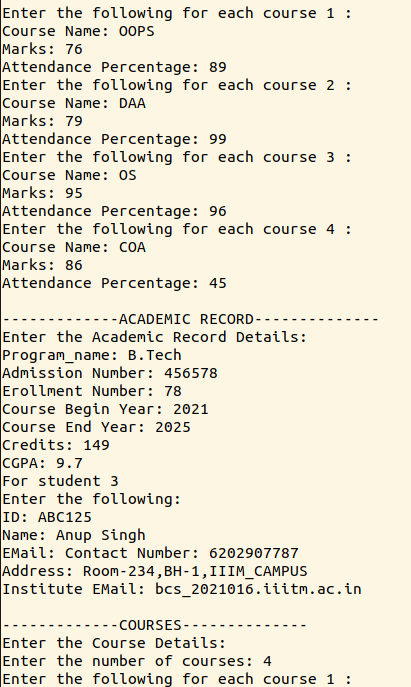 Enter the following for each course 1 :
Course Name: OOPS
Marks: 76
Attendance Percentage: 89
Enter the following for each course 2 :
Course Name: DAA
Marks: 79
Attendance Percentage: 99
Enter the following for each course 3 :
Course Name: OS
Marks: 95
Attendance Percentage: 96
Enter the following for each course 4 :
Course Name: COA
Marks: 86
Attendance Percentage: 45
-------------ACADEMIC RECORD--------------
Enter the Academic Record Details:
Program_name: B.Tech
Admission Number: 456578
Erollment Number: 78
Course Begin Year: 2021
Course End Year: 2025
Credits: 149
CGPA: 9.7
For student 3
Enter the following:
ID: ABC125
Name: Anup Singh
EMail: Contact Number: 6202907787
Address: Room-234,BH-1,IIIM_CAMPUS
Institute EMail: bcs_2021016.iiitm.ac.in
-------------COURSES--------------
Enter the Course Details:
Enter the number of courses: 4
Enter the following for each course 1 :